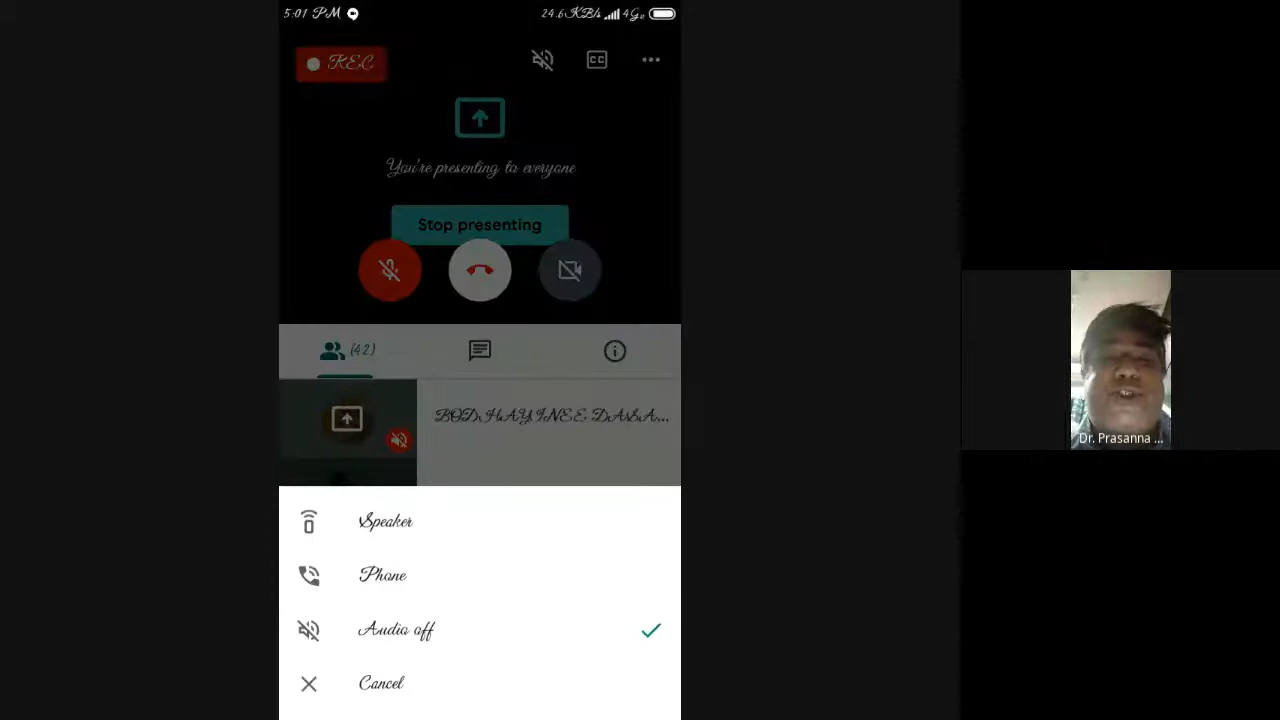 5:01 PM
24.6KB/s 4G
REC
CC
You're presenting to everyone
Stop presenting
(42)
BODHAYINEE DASA...
Speaker
Phone
Audio off
Cancel
Dr. Prasanna ...